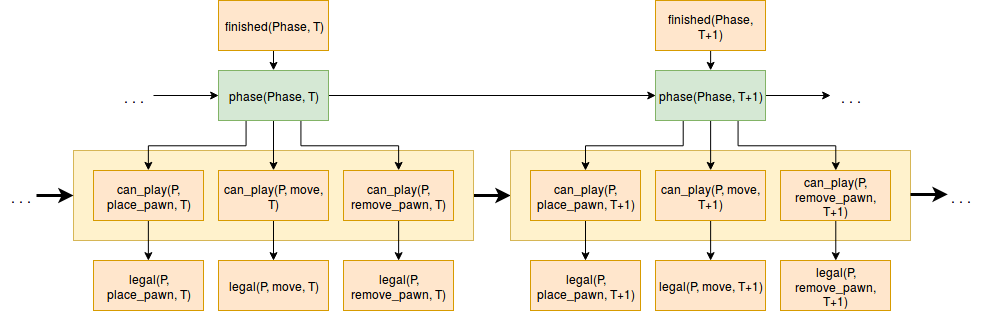 finished(Phase, T)
finished(Phase,
T+1)
. . .
phase(Phase, T)
phase(Phase, T+1)
. . .
. . .
can_play(P,
place_pawn, T)
can_play(P, move,
T)
can_play(P,
remove_pawn, T)
can_play(P,
place_pawn, T+1)
can_play(P, move,
T+1)
can_play(P,
remove_pawn,
T+1)
. . .
legal(P,
place_pawn, T)
legal(P, move, T)
legal(P,
remove_pawn, T)
legal(P,
place_pawn, T+1)
legal(P, move, T+1)
legal(P,
remove_pawn,
T+1)